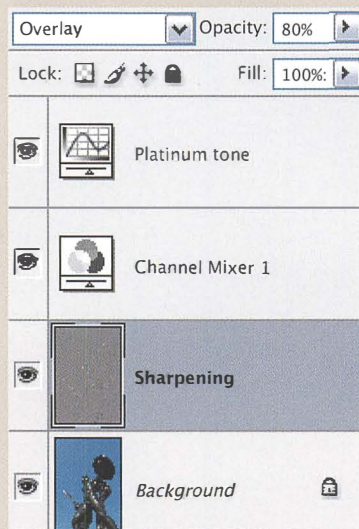 Overlay Opacity: 80%
Lock: Fill: 100%:
Platinum tone
Channel Mixer 1
Sharpening
Background